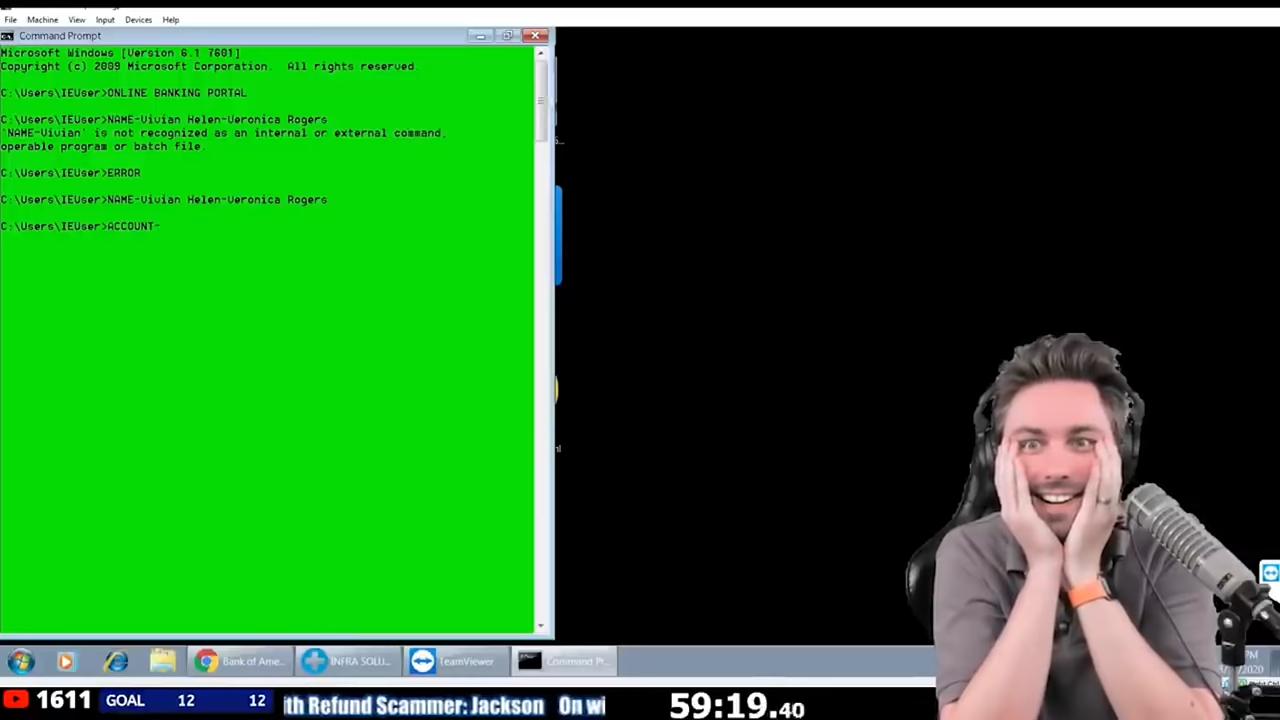 File Machine View Input Devices Help
Command Prompt
Microsoft Windows [Version 6.1 7601]
Copyright (c) 2009 Microsoft Corporation. All rights reserved.
C:\Users\IEUser>ONLINE BANKING PORTAL
C:\Users\IEUser>NAME-Vivian Helen-Veronica Rogers
'NAME-Vivian' is not recognized as an internal or external command,
operable program or batch file.
C:\Users\IEUser>ERROR
C:\Users\IEUser>NAME-Vivian Helen-Veronica Rogers
C:\Users\IEUser>ACCOUNT-
Bank of Ame... INFRA SOLU... TeamViewer Command Pr...
1611 GOAL 12 12 th Refund Scammer: Jackson On wi 59:19.40